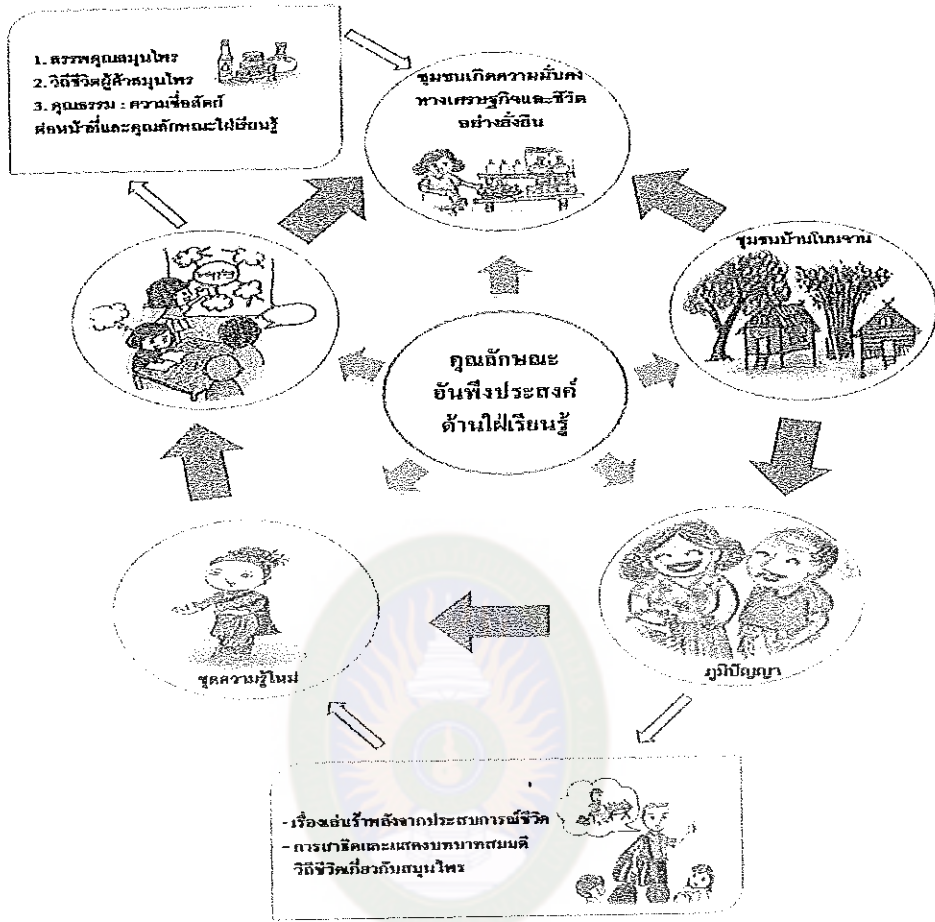 1. สรรพคุณสมุนไพร
2. วิถีชีวิตผู้ค้าสมุนไพร
3. คุณธรรม : ความซื่อสัตย์
ต่อหน้าที่และคุณลักษณะใฝ่เรียนรู้
ชุมชนเกิดความมั่นคง
ทางเศรษฐกิจและชีวิต
อย่างยั่งยืน
ชุมชนบ้านโนนจาน
คุณลักษณะ
อันพึงประสงค์
ด้านใฝ่เรียนรู้
ชุดความรู้ใหม่
ภูมิปัญญา
- เรื่องเล่าเร้าพลังจากประสบการณ์ชีวิต
- การสาธิตและแสดงบทบาทสมมติ
วิถีชีวิตเกี่ยวกับสมุนไพร